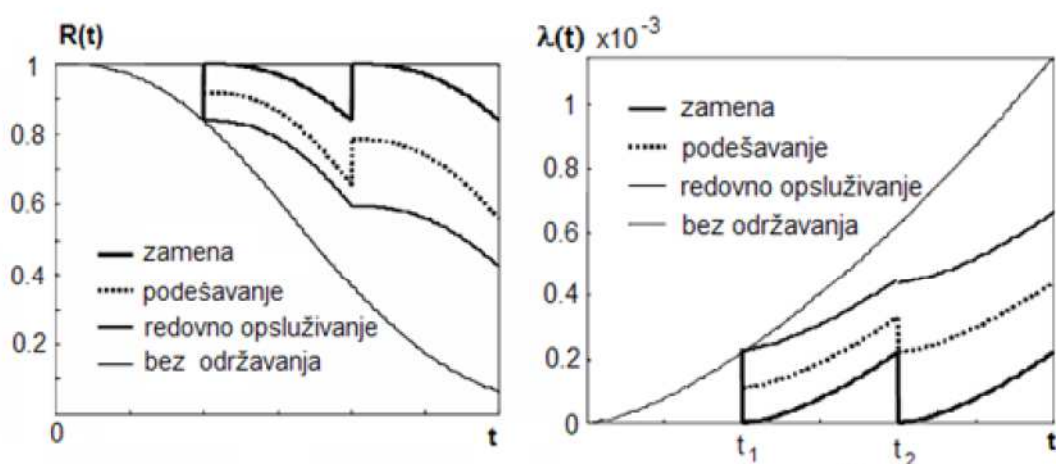 R(t)
1
0.8
0.6
0.4
0.2
0
t
zamena
podešavanje
redovno opsluživanje
bez održavanja
λ(t) x10⁻³
1
0.8
0.6
0.4
0.2
0
t₁
t₂
t
zamena
podešavanje
redovno opsluživanje
bez održavanja